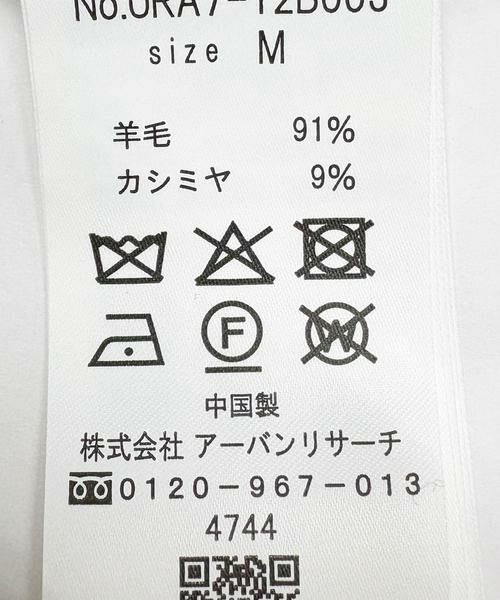 size M
羊毛 91%
カシミヤ 9%
F
W
中国製
株式会社 アーバンリサーチ
0120-967-013
4744